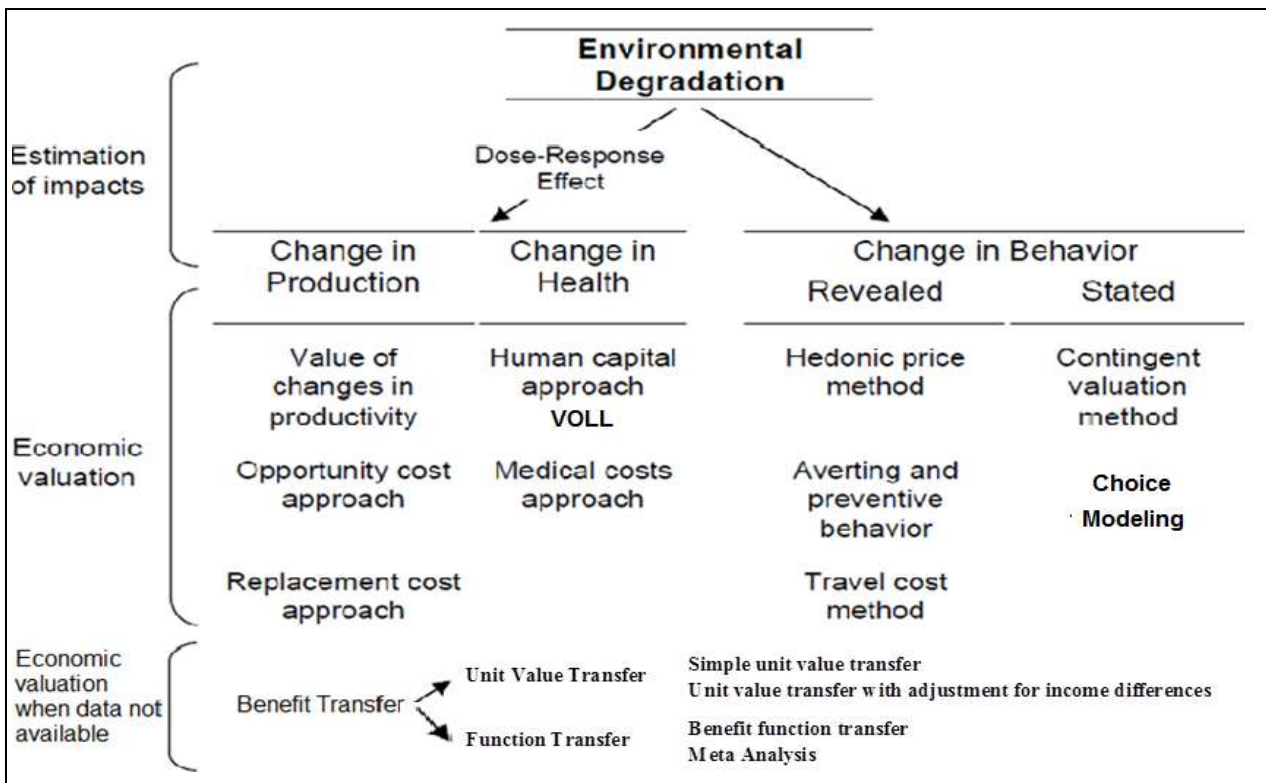 Environmental
Degradation
Estimation
of impacts
Dose-Response
Effect
Change in
Production
Change in
Health
Change in Behavior
Revealed
Stated
Economic
valuation
Value of
changes in
productivity
Human capital
approach
VOLL
Hedonic price
method
Contingent
valuation
method
Opportunity cost
approach
Medical costs
approach
Averting and
preventive
behavior
Choice
Modeling
Replacement cost
approach
Travel cost
method
Economic
valuation
when data not
available
Benefit Transfer
Unit Value Transfer
Simple unit value transfer
Unit value transfer with adjustment for income differences
Function Transfer
Benefit function transfer
Meta Analysis